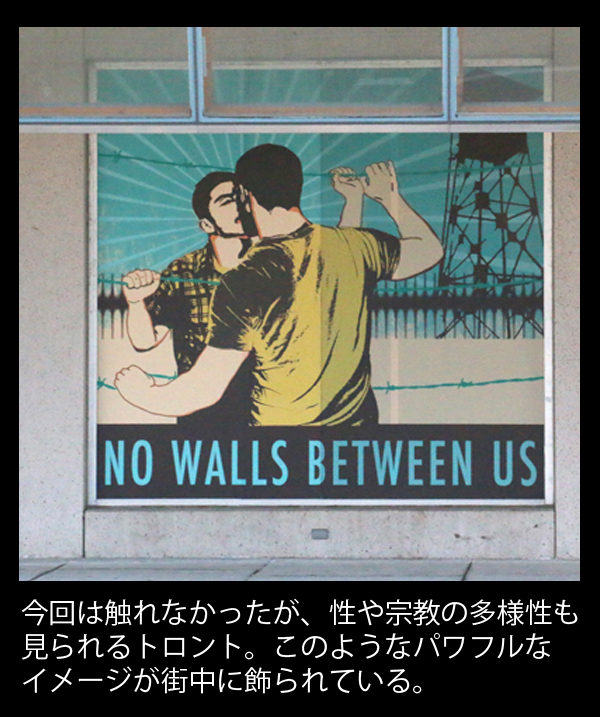 NO WALLS BETWEEN US
今回は触れなかったが、性や宗教の多様性も
見られるトロント。このようなパワフルな
イメージが街中に飾られている。